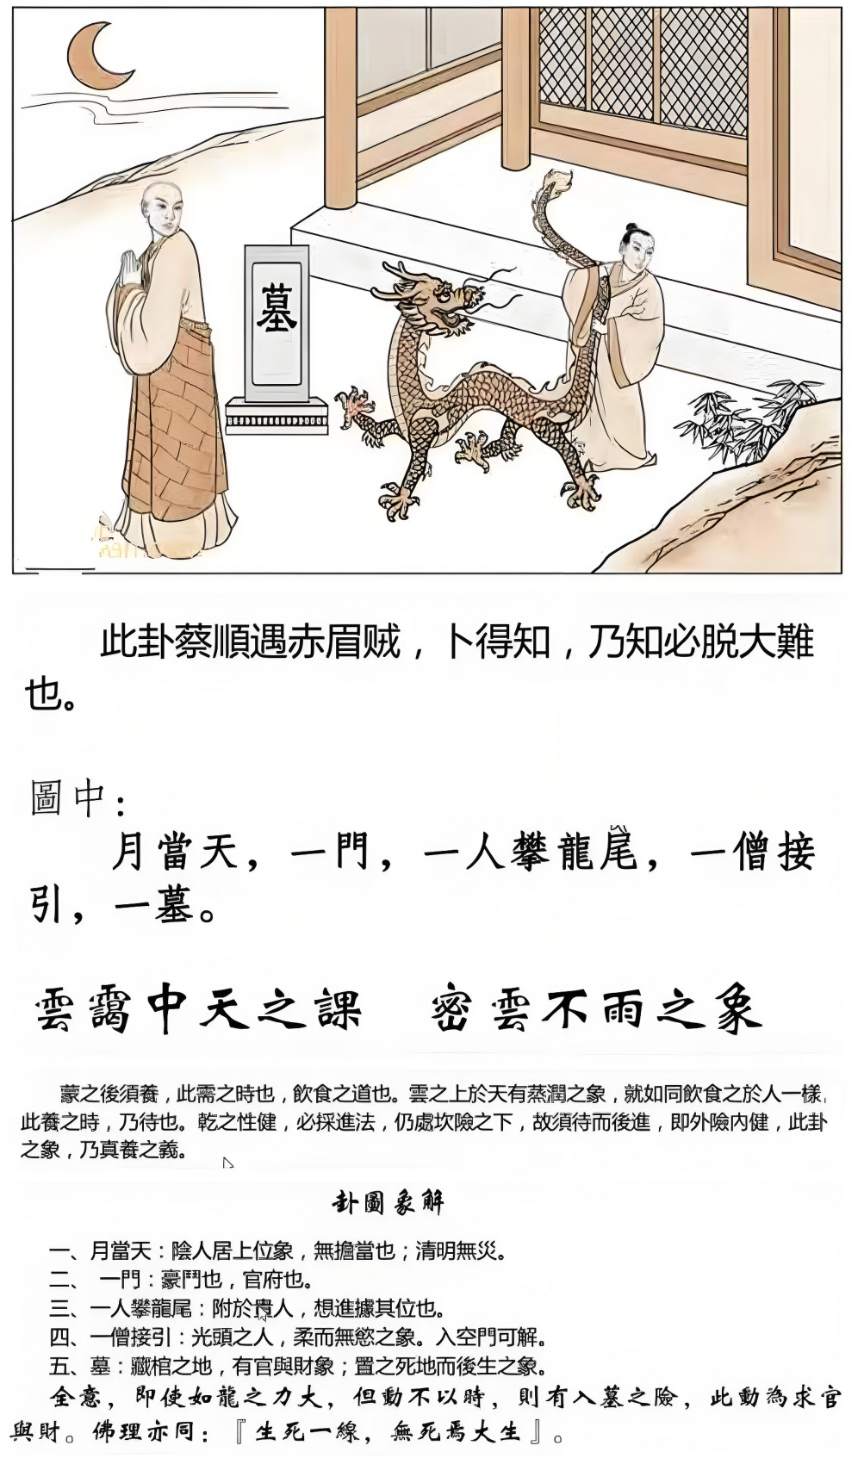 墓
此卦蔡順遇赤眉贼，卜得知，乃知必脱大難
也。
圖中：
月當天，一門，一人攀龍尾，一僧接
引，一墓。
雲靄中天之課　密雲不雨之象
蒙之後須養，此需之時也，飲食之道也。雲之上於天有蒸潤之象，就如同飲食之於人一樣，
此養之時，乃待也。乾之性健，必採進法，仍處坎險之下，故須待而後進，即外險內健，此卦
之象，乃真養之義。
卦圖象解
一、月當天：陰人居上位象，無擔當也；清明無災。
二、 一門：豪鬥也，官府也。
三、一人攀龍尾：附於貴人，想進據其位也。
四、一僧接引：光頭之人，柔而無慾之象。入空門可解。
五、墓：藏棺之地，有官與財象；置之死地而後生之象。
全意，即使如龍之力大，但動不以時，則有入墓之險，此動為求官
與財。佛理亦同：『生死一線，無死焉大生』。